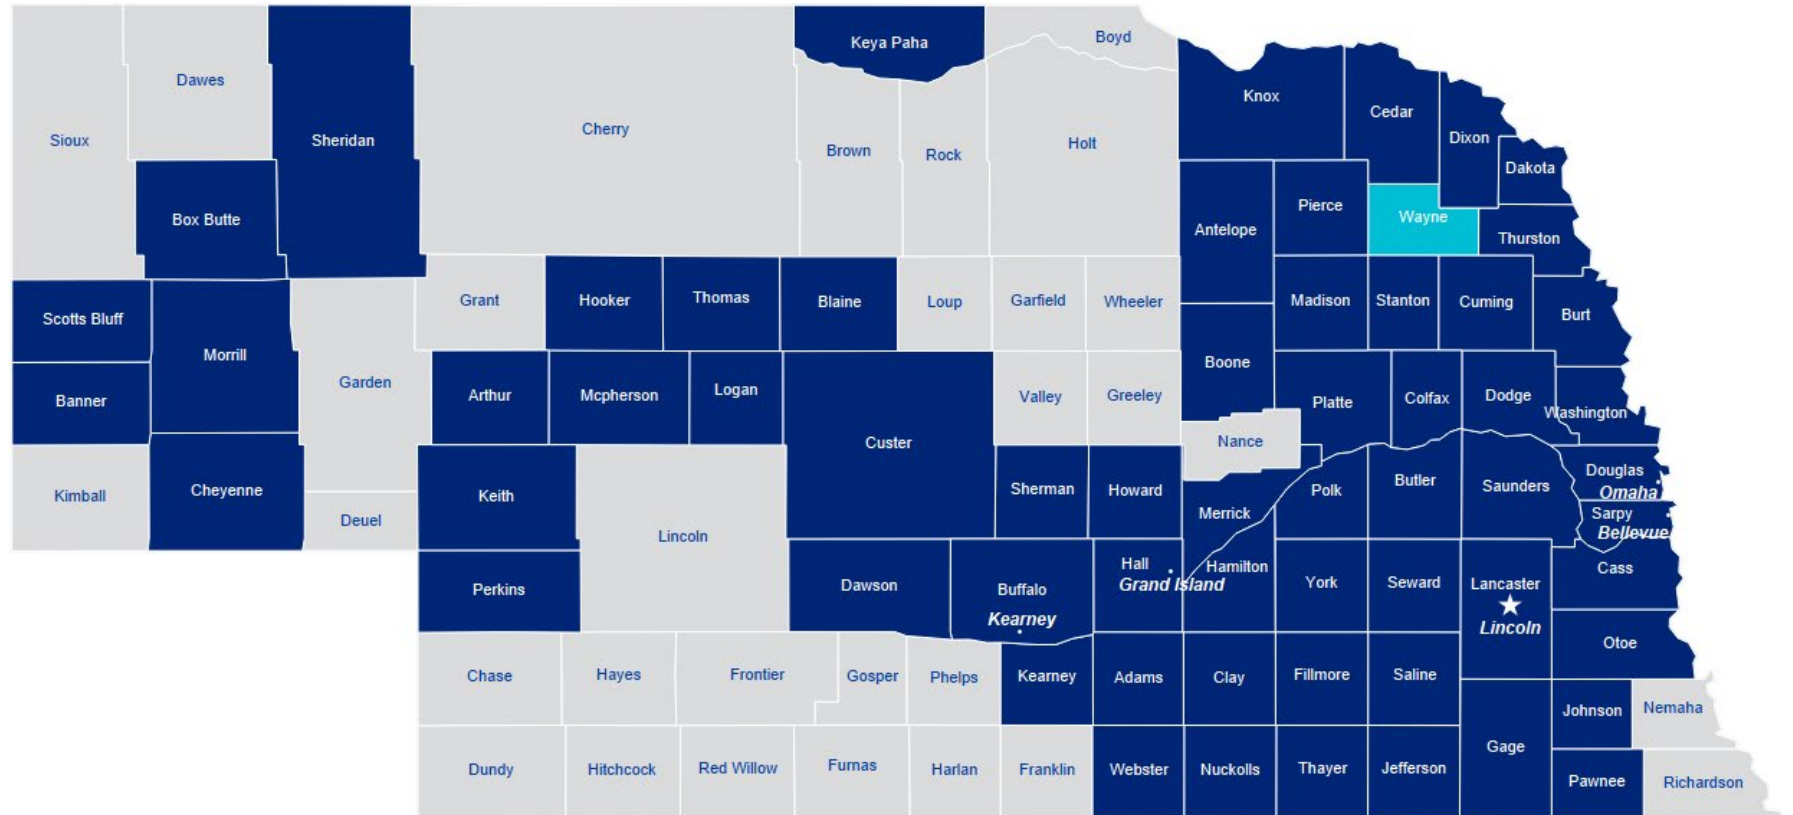 Keya Paha
Boyd
Dawes
Knox
Cedar
Sioux
Sheridan
Cherry
Brown
Rock
Holt
Dixon
Dakota
Box Butte
Antelope
Pierce
Wayne
Thurston
Scotts Bluff
Grant
Hooker
Thomas
Blaine
Loup
Garfield
Wheeler
Madison
Stanton
Cuming
Burt
Morrill
Garden
Boone
Banner
Arthur
Mcpherson
Logan
Valley
Greeley
Platte
Colfax
Dodge
Washington
Custer
Nance
Kimball
Cheyenne
Deuel
Keith
Lincoln
Sherman
Howard
Merrick
Polk
Butler
Saunders
Douglas
Omaha
Sarpy
Bellevue
Perkins
Dawson
Buffalo
Kearney
Hall
Grand Island
Hamilton
York
Seward
Lancaster
Lincoln
Cass
Otoe
Chase
Hayes
Frontier
Gosper
Phelps
Kearney
Adams
Clay
Fillmore
Saline
Johnson
Nemaha
Dundy
Hitchcock
Red Willow
Furnas
Harlan
Franklin
Webster
Nuckolls
Thayer
Jefferson
Gage
Pawnee
Richardson